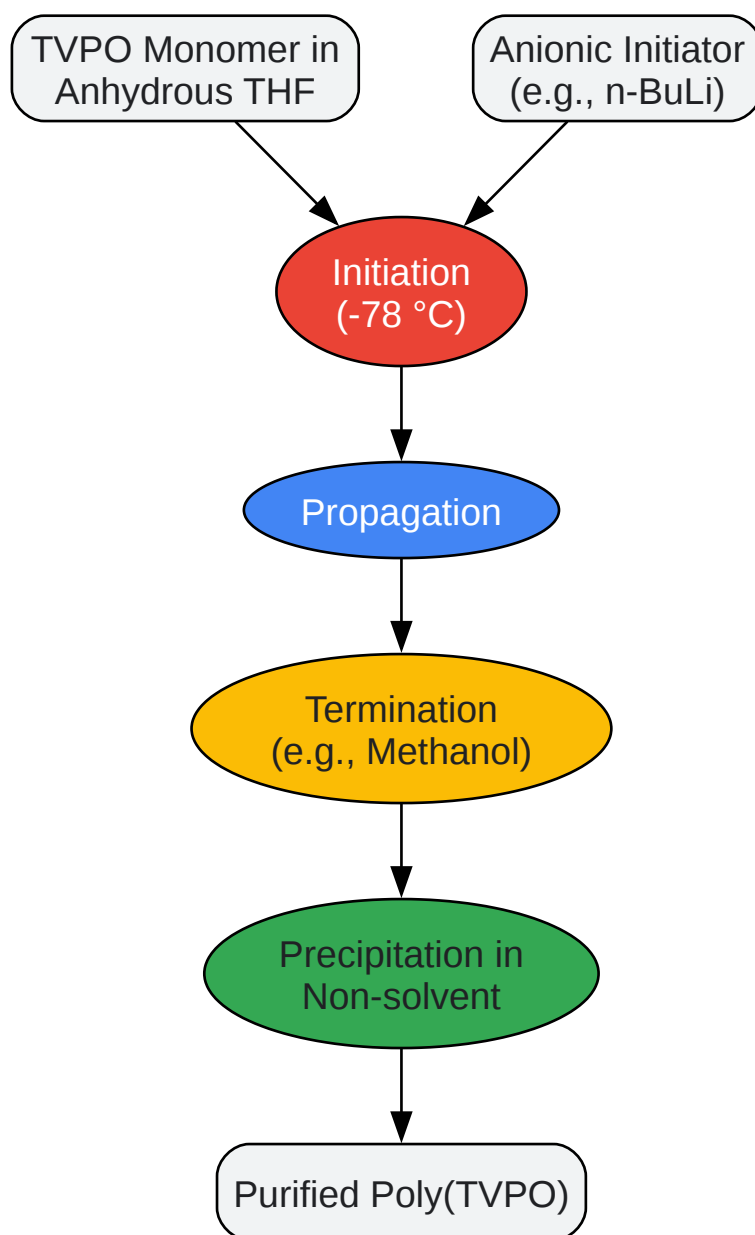 TVPO Monomer in
Anhydrous THF
Anionic Initiator
(e.g., n-BuLi)
Initiation
(-78 °C)
Propagation
Termination
(e.g., Methanol)
Precipitation in
Non-solvent
Purified Poly(TVPO)